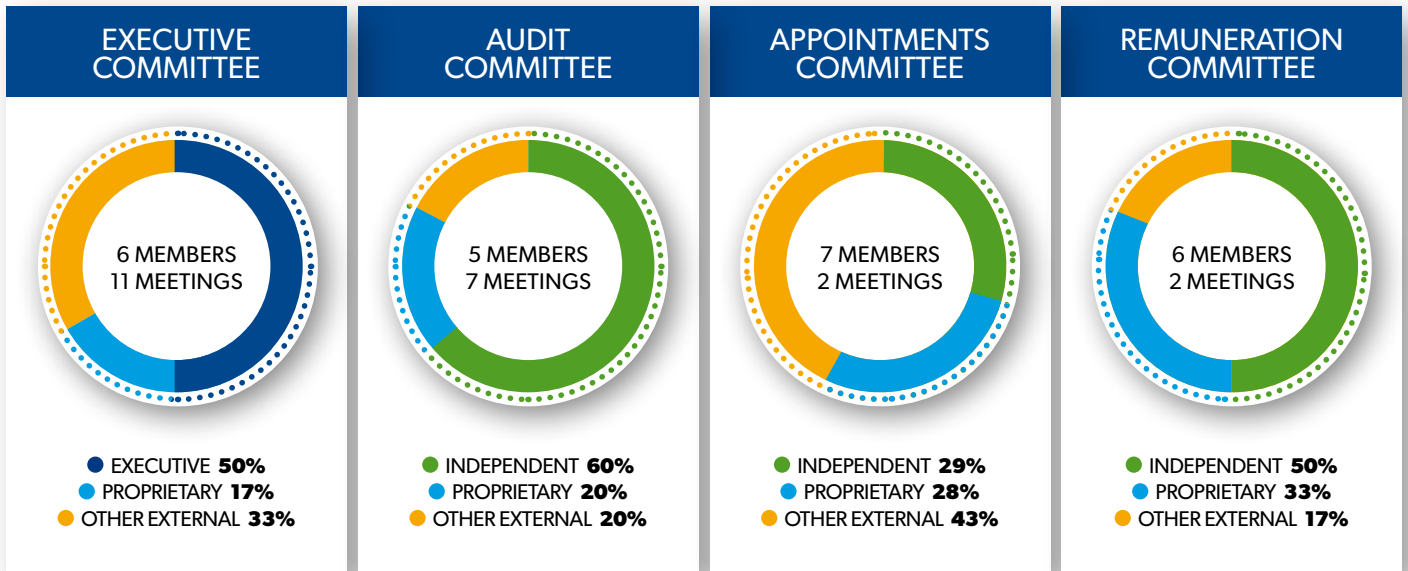 EXECUTIVE
COMMITTEE
6 MEMBERS
11 MEETINGS
EXECUTIVE 50%
PROPRIETARY 17%
OTHER EXTERNAL 33%
AUDIT
COMMITTEE
5 MEMBERS
7 MEETINGS
INDEPENDENT 60%
PROPRIETARY 20%
OTHER EXTERNAL 20%
APPOINTMENTS
COMMITTEE
7 MEMBERS
2 MEETINGS
INDEPENDENT 29%
PROPRIETARY 28%
OTHER EXTERNAL 43%
REMUNERATION
COMMITTEE
6 MEMBERS
2 MEETINGS
INDEPENDENT 50%
PROPRIETARY 33%
OTHER EXTERNAL 17%